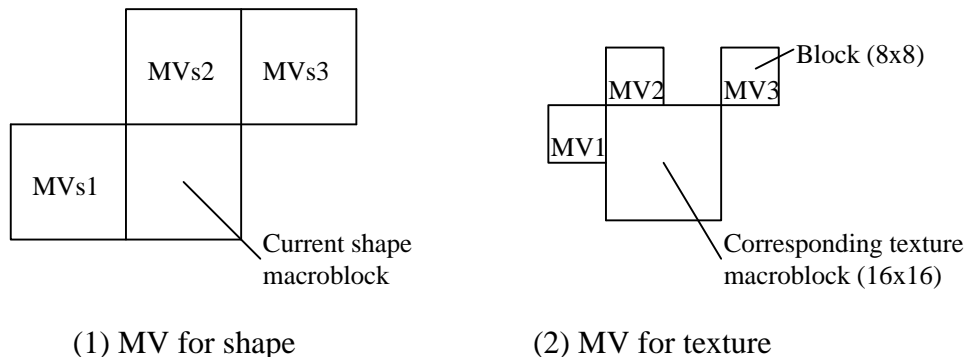 MVs2
MVs3
MVs1
Current shape
macroblock
(1) MV for shape
Block (8x8)
MV2
MV3
MV1
Corresponding texture
macroblock (16x16)
(2) MV for texture